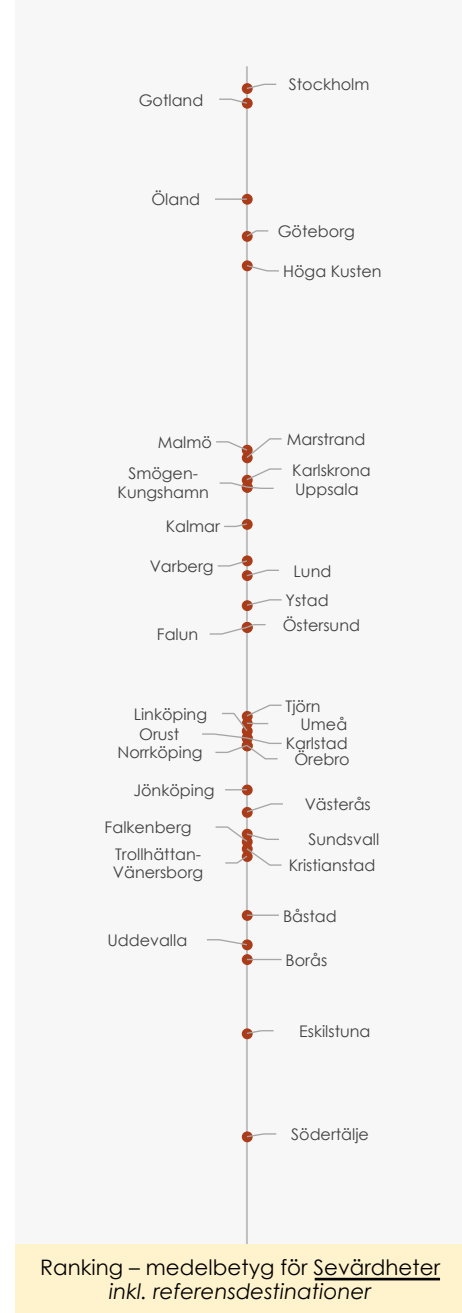 Stockholm
Gotland
Öland
Göteborg
Höga Kusten
Malmö
Marstrand
Karlskrona
Smögen-
Kungshamn
Uppsala
Kalmar
Varberg
Lund
Ystad
Östersund
Falun
Tjörn
Linköping
Umeå
Orust
Karlstad
Norrköping
Örebro
Jönköping
Västerås
Falkenberg
Sundsvall
Trollhättan-
Vänersborg
Kristianstad
Båstad
Uddevalla
Borås
Eskilstuna
Södertälje
Ranking – medelbetyg för Sevärdheter
inkl. referensdestinationer